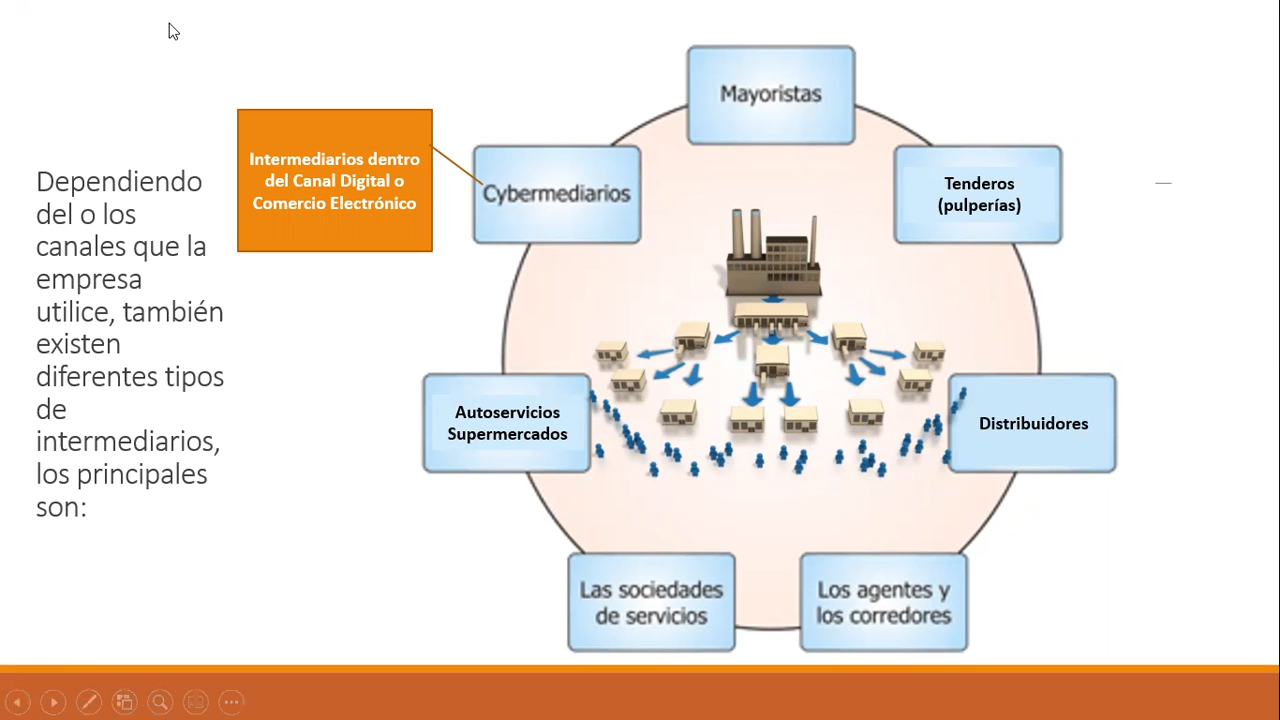 Dependiendo
del o los
canales que la
empresa
utilice, también
existen
diferentes tipos
de
intermediarios,
los principales
son:
Intermediarios dentro
del Canal Digital o
Comercio Electrónico
Mayoristas
Cybermediarios
Tenderos
(pulperías)
Autoservicios
Supermercados
Distribuidores
Las sociedades
de servicios
Los agentes y
los corredores